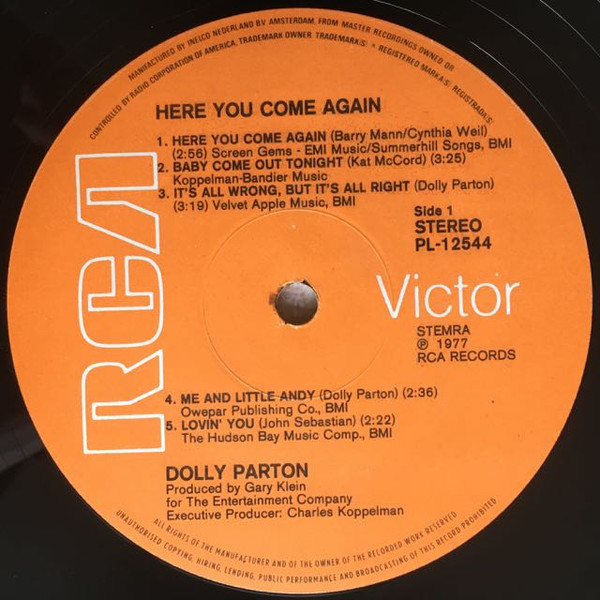 MANUFACTURED BY INELCO NEDERLAND B.V. AMSTERDAM, FROM MASTER RECORDINGS OWNED OR
CONTROLLED BY RADIO CORPORATION OF AMERICA, TRADEMARK OWNER. TRADEMARK(S) • REGISTERED MARKA(S) REGISTRADA(S)
HERE YOU COME AGAIN
1. HERE YOU COME AGAIN (Barry Mann/Cynthia Weil)
(2:56) Screen Gems - EMI Music/Summerhill Songs, BMI
2. BABY COME OUT TONIGHT (Kat McCord) (3:25)
Koppelman-Bandier Music
3. IT'S ALL WRONG, BUT IT'S ALL RIGHT (Dolly Parton)
(3:19) Velvet Apple Music, BMI
Side 1
STEREO
PL-12544
RCA
Victor
STEMRA
℗ 1977
RCA RECORDS
4. ME AND LITTLE ANDY (Dolly Parton) (2:36)
Owepar Publishing Co., BMI
5. LOVIN' YOU (John Sebastian) (2:22)
The Hudson Bay Music Comp., BMI
DOLLY PARTON
Produced by Gary Klein
for The Entertainment Company
Executive Producer: Charles Koppelman
ALL RIGHTS OF THE MANUFACTURER AND OF THE OWNER OF THE RECORDED WORK RESERVED
UNAUTHORISED COPYING, HIRING, LENDING, PUBLIC PERFORMANCE AND BROADCASTING OF THIS RECORD PROHIBITED